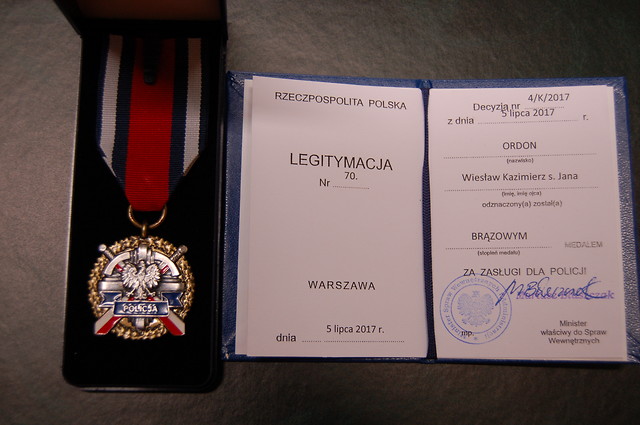 POLICJA
RZECZPOSPOLITA POLSKA
LEGITYMACJA
Nr 70.
WARSZAWA
dnia 5 lipca 2017 r.
Decyzja nr 4/K/2017
z dnia 5 lipca 2017 r.
ORDON
(nazwisko)
Wiesław Kazimierz s. Jana
(imię, imię ojca)
odznaczony(a) został(a)
BRĄZOWYM MEDALEM
(stopień medalu)
ZA ZASŁUGI DLA POLICJI
mp.
Minister
właściwy do Spraw
Wewnętrznych